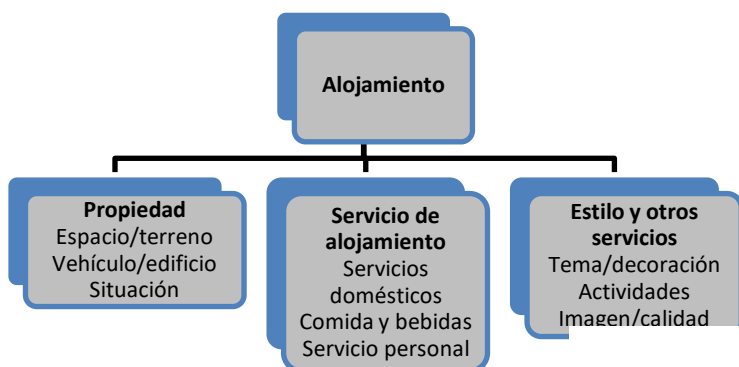 Alojamiento
Propiedad
Espacio/terreno
Vehículo/edificio
Situación
Servicio de
alojamiento
Servicios
domésticos
Comida y bebidas
Servicio personal
Estilo y otros
servicios
Tema/decoración
Actividades
Imagen/calidad